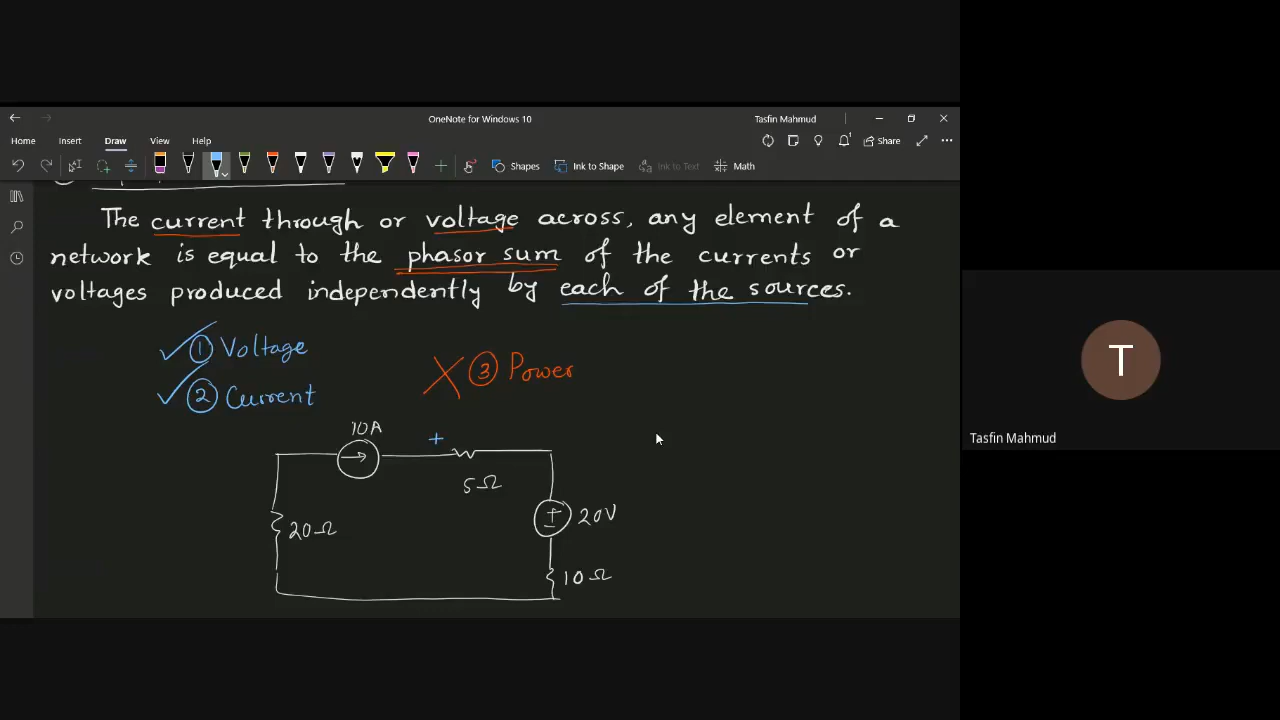 OneNote for Windows 10
Tasfin Mahmud
Home Insert Draw View Help
Share
Shapes Ink to Shape Ink to Text Math
The current through or voltage across, any element of a
network is equal to the phasor sum of the currents or
voltages produced independently by each of the sources.
① Voltage
② Current
③ Power
10A
+
5Ω
20Ω
20V
10Ω
T
Tasfin Mahmud